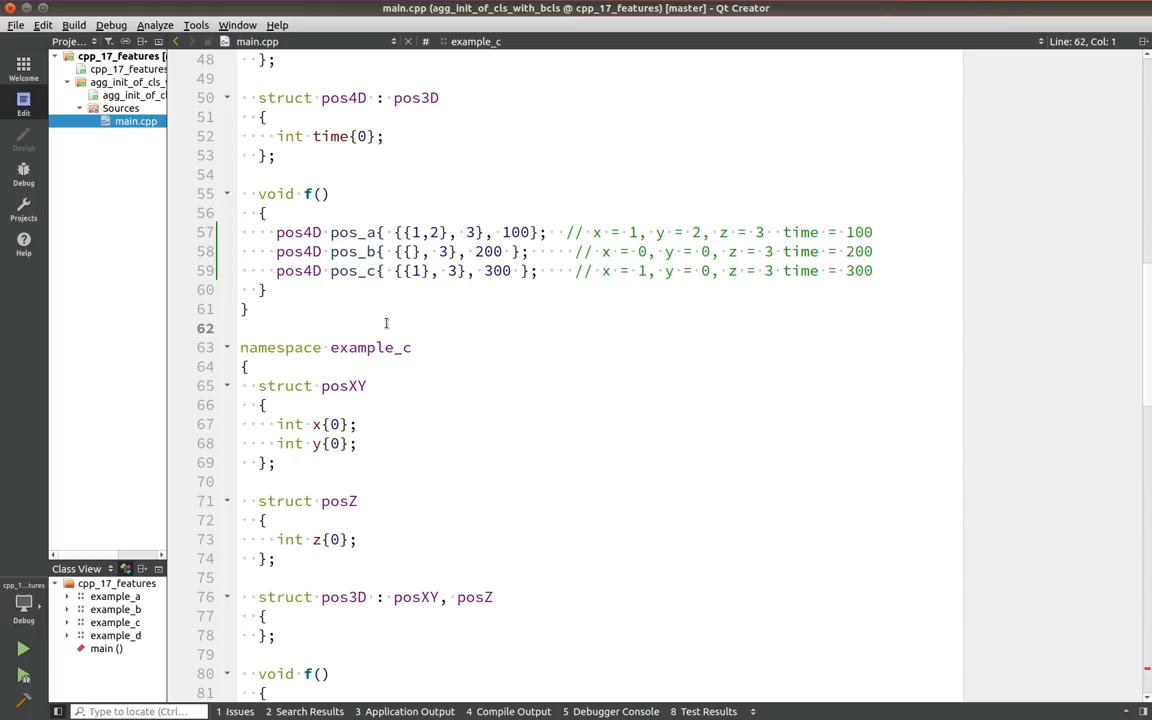 main.cpp (agg_init_of_cls_with_bcls @ cpp_17_features) [master] - Qt Creator
File Edit Build Debug Analyze Tools Window Help
Proje... main.cpp # example_c Line: 62, Col: 1
Welcome
Edit
Design
Debug
Projects
Help
cpp_17_features [
cpp_17_features
agg_init_of_cls_
agg_init_of_cl
Sources
main.cpp
48 };
49
50 struct pos4D : pos3D
51 {
52 int time{0};
53 };
54
55 void f()
56 {
57 pos4D pos_a{ {{1,2}, 3}, 100}; // x = 1, y = 2, z = 3 time = 100
58 pos4D pos_b{ {{}, 3}, 200 }; // x = 0, y = 0, z = 3 time = 200
59 pos4D pos_c{ {{1}, 3}, 300 }; // x = 1, y = 0, z = 3 time = 300
60 }
61 }
62
63 namespace example_c
64 {
65 struct posXY
66 {
67 int x{0};
68 int y{0};
69 };
70
71 struct posZ
72 {
73 int z{0};
74 };
75
76 struct pos3D : posXY, posZ
77 {
78 };
79
80 void f()
81 {
Class View
cpp_17_features
example_a
example_b
example_c
example_d
main ()
cpp_1...tures
Debug
Type to locate (Ctrl... 1 Issues 2 Search Results 3 Application Output 4 Compile Output 5 Debugger Console 8 Test Results